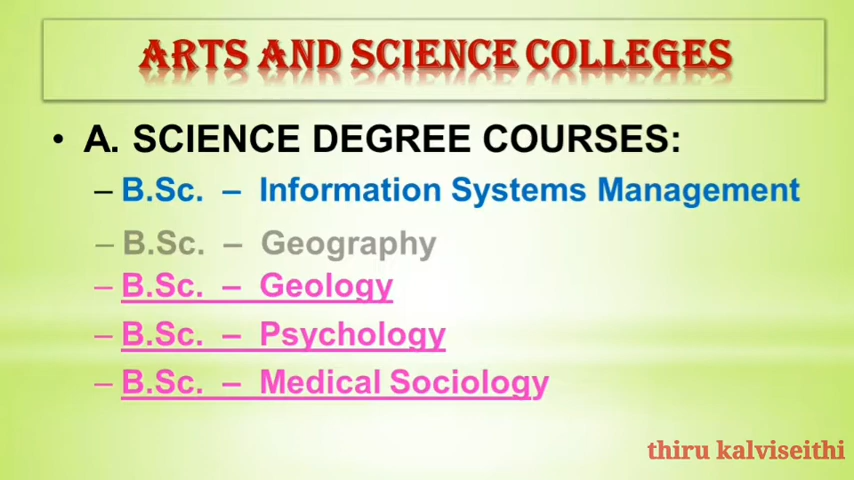 ARTS AND SCIENCE COLLEGES
• A. SCIENCE DEGREE COURSES:
– B.Sc. – Information Systems Management
– B.Sc. – Geography
– B.Sc. – Geology
– B.Sc. – Psychology
– B.Sc. – Medical Sociology
thiru kalviseithi